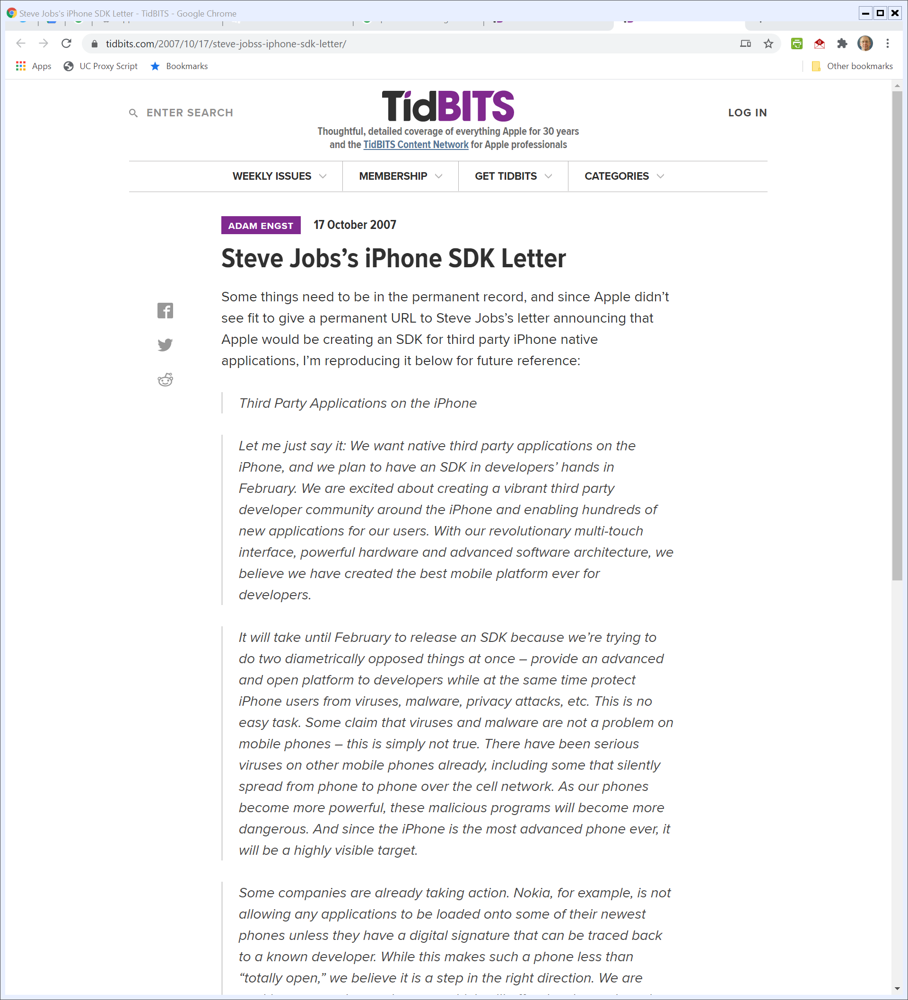 Steve Jobs's iPhone SDK Letter - TidBITS - Google Chrome
tidbits.com/2007/10/17/steve-jobss-iphone-sdk-letter/
Apps UC Proxy Script Bookmarks Other bookmarks
ENTER SEARCH
TidBITS
LOG IN
Thoughtful, detailed coverage of everything Apple for 30 years
and the TidBITS Content Network for Apple professionals
WEEKLY ISSUES MEMBERSHIP GET TIDBITS CATEGORIES
ADAM ENGST 17 October 2007
Steve Jobs’s iPhone SDK Letter
Some things need to be in the permanent record, and since Apple didn’t
see fit to give a permanent URL to Steve Jobs’s letter announcing that
Apple would be creating an SDK for third party iPhone native
applications, I’m reproducing it below for future reference:
Third Party Applications on the iPhone
Let me just say it: We want native third party applications on the
iPhone, and we plan to have an SDK in developers’ hands in
February. We are excited about creating a vibrant third party
developer community around the iPhone and enabling hundreds of
new applications for our users. With our revolutionary multi-touch
interface, powerful hardware and advanced software architecture, we
believe we have created the best mobile platform ever for
developers.
It will take until February to release an SDK because we’re trying to
do two diametrically opposed things at once – provide an advanced
and open platform to developers while at the same time protect
iPhone users from viruses, malware, privacy attacks, etc. This is no
easy task. Some claim that viruses and malware are not a problem on
mobile phones – this is simply not true. There have been serious
viruses on other mobile phones already, including some that silently
spread from phone to phone over the cell network. As our phones
become more powerful, these malicious programs will become more
dangerous. And since the iPhone is the most advanced phone ever, it
will be a highly visible target.
Some companies are already taking action. Nokia, for example, is not
allowing any applications to be loaded onto some of their newest
phones unless they have a digital signature that can be traced back
to a known developer. While this makes such a phone less than
“totally open,” we believe it is a step in the right direction. We are